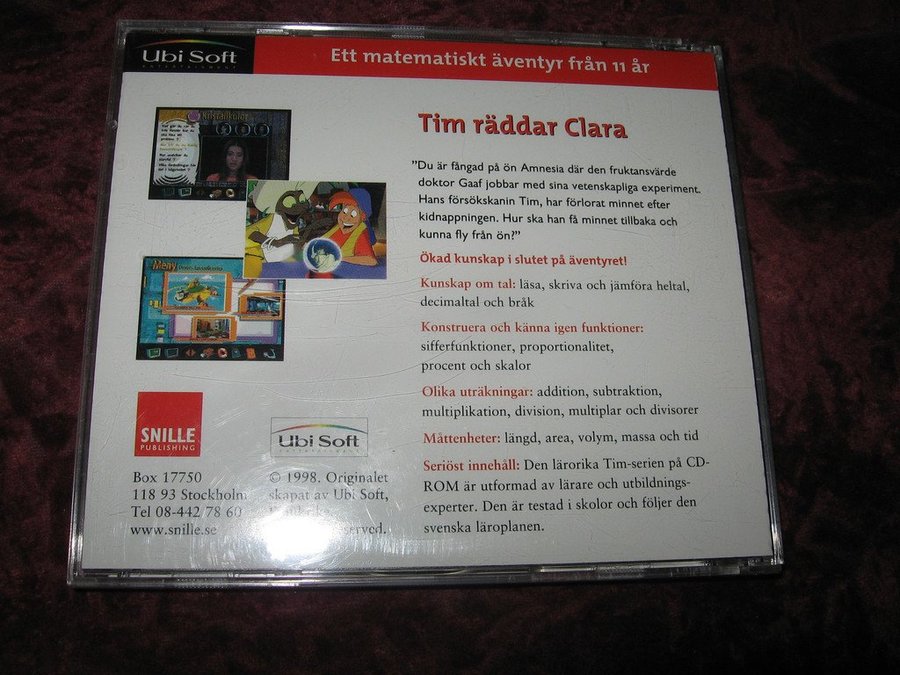 Ubi Soft
ENTERTAINMENT
Ett matematiskt äventyr från 11 år
Kristallkulor
Tim räddar Clara
"Du är fångad på ön Amnesia där den fruktansvärde
doktor Gaaf jobbar med sina vetenskapliga experiment.
Hans försökskanin Tim, har förlorat minnet efter
kidnappningen. Hur ska han få minnet tillbaka och
kunna fly från ön?"
Ökad kunskap i slutet på äventyret!
Kunskap om tal: läsa, skriva och jämföra heltal,
decimaltal och bråk
Konstruera och känna igen funktioner:
sifferfunktioner, proportionalitet,
procent och skalor
Olika uträkningar: addition, subtraktion,
multiplikation, division, multiplar och divisorer
Måttenheter: längd, area, volym, massa och tid
Seriöst innehåll: Den lärorika Tim-serien på CD-
ROM är utformad av lärare och utbildnings-
experter. Den är testad i skolor och följer den
svenska läroplanen.
Meny
SNILLE
PUBLISHING
Box 17750
118 93 Stockholm
Tel 08-442 78 60
www.snille.se
Ubi Soft
ENTERTAINMENT
© 1998. Originalet
skapat av Ubi Soft,